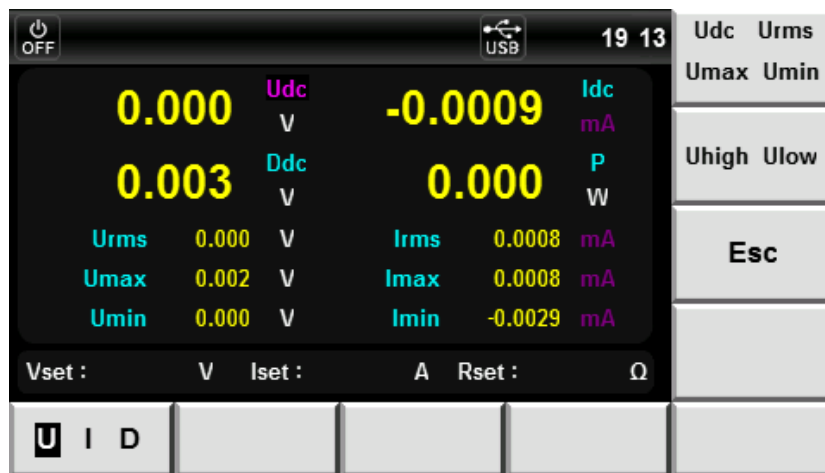 OFF USB 19 13
Udc Urms
Umax Umin
0.000 Udc V -0.0009 Idc mA
Uhigh Ulow
0.003 Ddc V 0.000 P W
Urms 0.000 V Irms 0.0008 mA
Esc
Umax 0.002 V Imax 0.0008 mA
Umin 0.000 V Imin -0.0029 mA
Vset : V Iset : A Rset : Ω
U I D